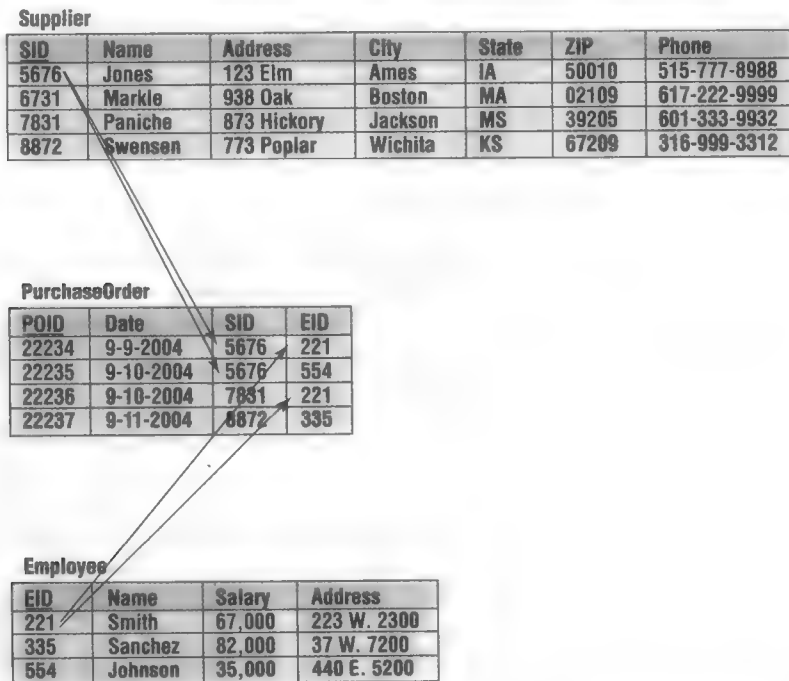 Supplier
SID Name Address City State ZIP Phone
5676 Jones 123 Elm Ames IA 50010 515-777-8988
6731 Markle 938 Oak Boston MA 02109 617-222-9999
7831 Paniche 873 Hickory Jackson MS 39205 601-333-9932
8872 Swensen 773 Poplar Wichita KS 67209 316-999-3312
PurchaseOrder
POID Date SID EID
22234 9-9-2004 5676 221
22235 9-10-2004 5676 554
22236 9-10-2004 7831 221
22237 9-11-2004 8872 335
Employee
EID Name Salary Address
221 Smith 67,000 223 W. 2300
335 Sanchez 82,000 37 W. 7200
554 Johnson 35,000 440 E. 5200